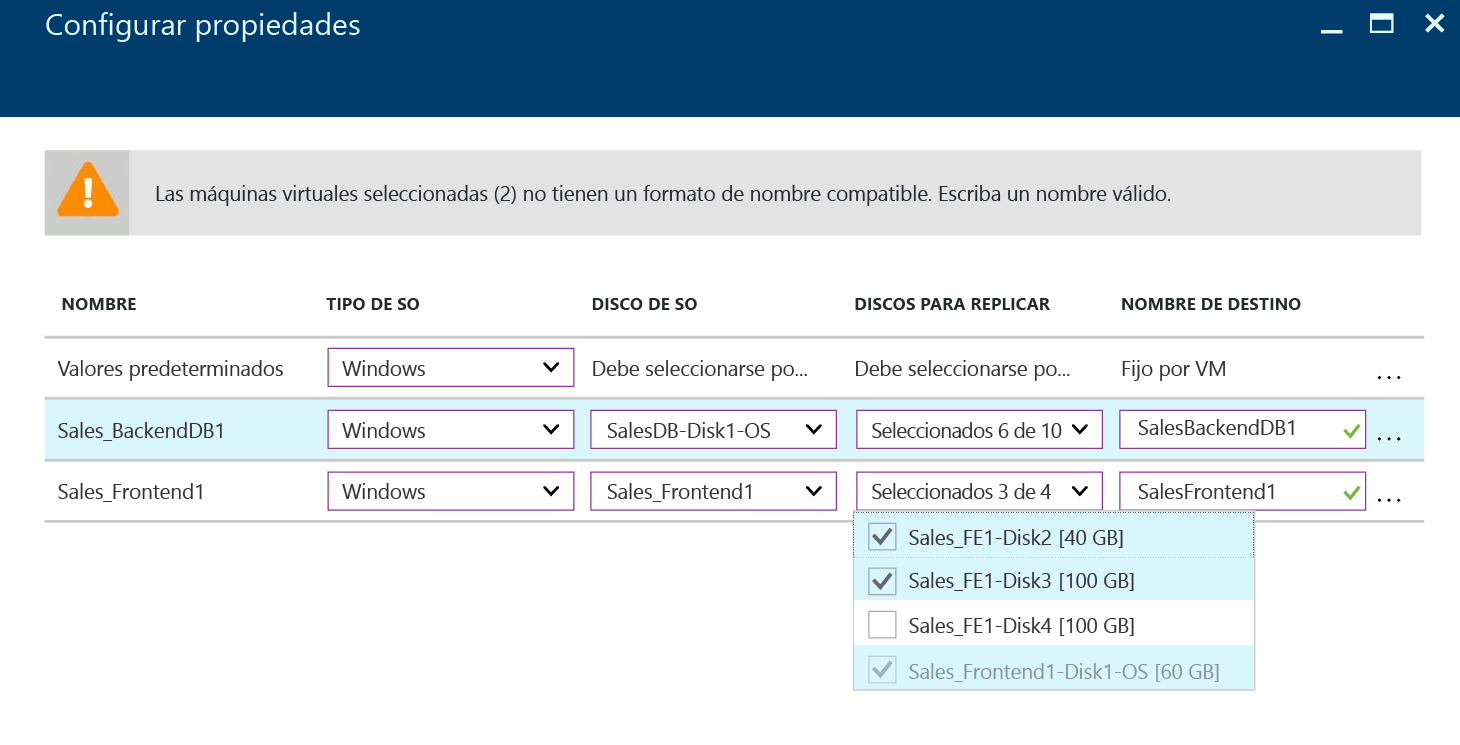 Configurar propiedades
Las máquinas virtuales seleccionadas (2) no tienen un formato de nombre compatible. Escriba un nombre válido.
NOMBRE TIPO DE SO DISCO DE SO DISCOS PARA REPLICAR NOMBRE DE DESTINO
Valores predeterminados Windows Debe seleccionarse po... Debe seleccionarse po... Fijo por VM ...
Sales_BackendDB1 Windows SalesDB-Disk1-OS Seleccionados 6 de 10 SalesBackendDB1 ...
Sales_Frontend1 Windows Sales_Frontend1 Seleccionados 3 de 4 SalesFrontend1 ...
Sales_FE1-Disk2 [40 GB]
Sales_FE1-Disk3 [100 GB]
Sales_FE1-Disk4 [100 GB]
Sales_Frontend1-Disk1-OS [60 GB]